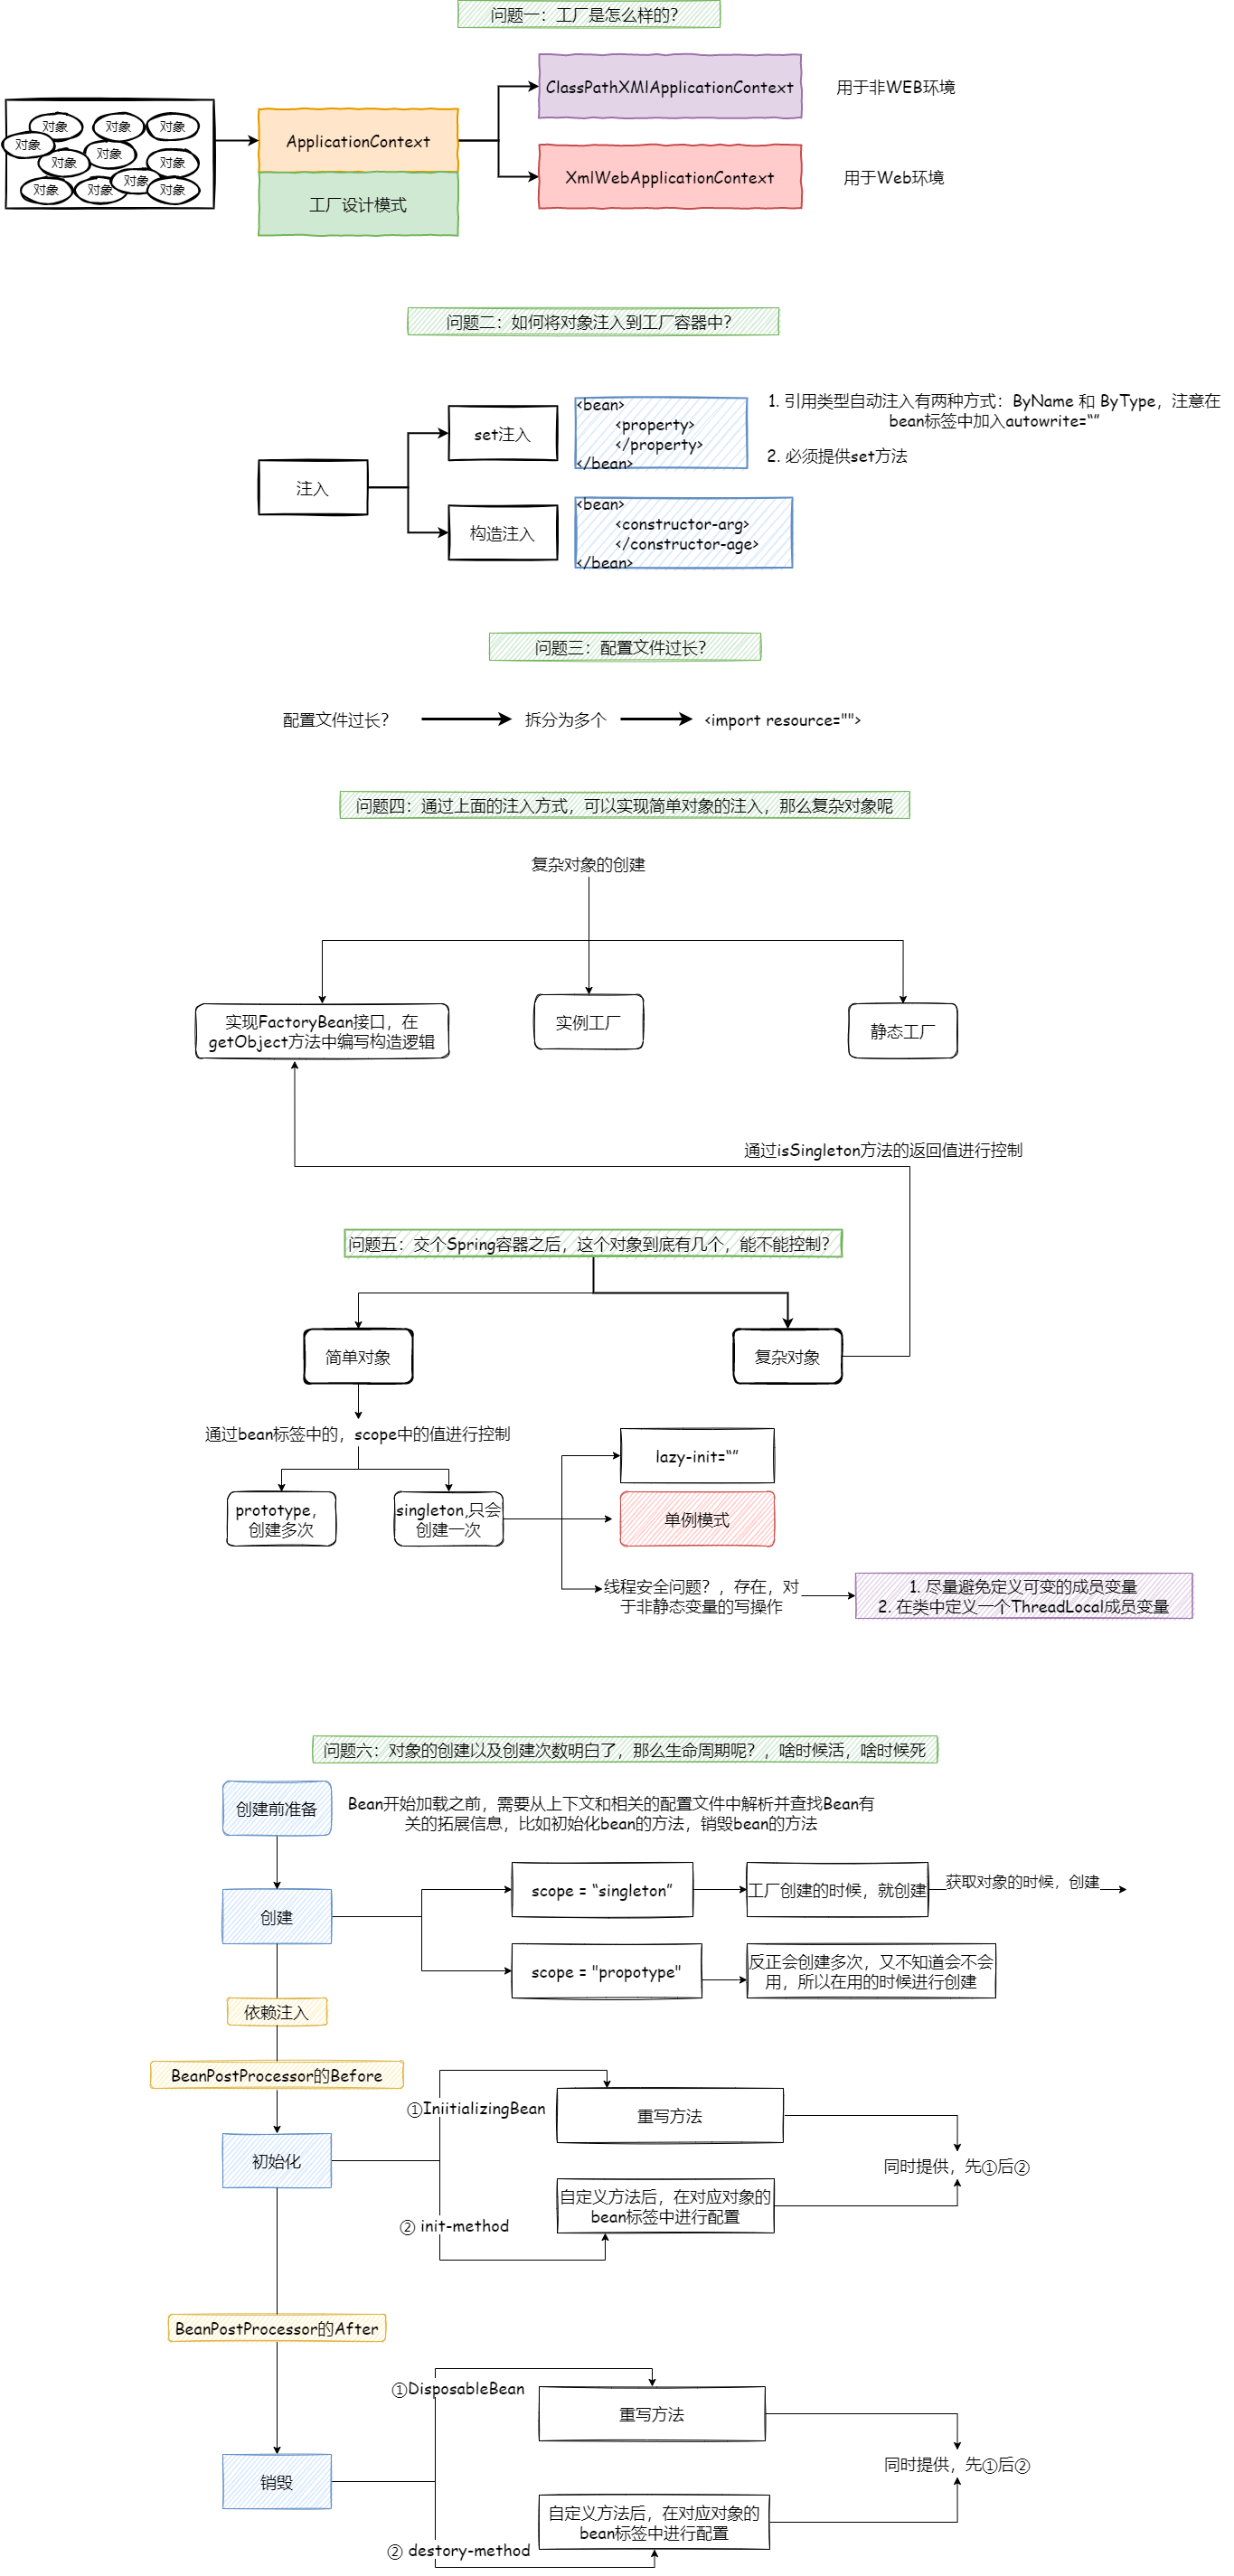 问题一：工厂是怎么样的？
ClassPathXMlApplicationContext
用于非WEB环境
对象
对象
对象
对象
对象
对象
对象
对象
对象
对象
对象
对象
ApplicationContext
工厂设计模式
XmlWebApplicationContext
用于Web环境
问题二：如何将对象注入到工厂容器中？
注入
set注入
<bean>
<property>
</property>
</bean>
1. 引用类型自动注入有两种方式：ByName 和 ByType，注意在
bean标签中加入autowrite=“”
2. 必须提供set方法
构造注入
<bean>
<constructor-arg>
</constructor-age>
</bean>
问题三：配置文件过长？
配置文件过长？
拆分为多个
<import resource="">
问题四：通过上面的注入方式，可以实现简单对象的注入，那么复杂对象呢
复杂对象的创建
实现FactoryBean接口，在
getObject方法中编写构造逻辑
实例工厂
静态工厂
通过isSingleton方法的返回值进行控制
问题五：交个Spring容器之后，这个对象到底有几个，能不能控制？
简单对象
复杂对象
通过bean标签中的，scope中的值进行控制
prototype，
创建多次
singleton,只会
创建一次
lazy-init=“”
单例模式
线程安全问题？，存在，对
于非静态变量的写操作
1. 尽量避免定义可变的成员变量
2. 在类中定义一个ThreadLocal成员变量
问题六：对象的创建以及创建次数明白了，那么生命周期呢？，啥时候活，啥时候死
创建前准备
Bean开始加载之前，需要从上下文和相关的配置文件中解析并查找Bean有
关的拓展信息，比如初始化bean的方法，销毁bean的方法
创建
scope = “singleton”
工厂创建的时候，就创建
获取对象的时候，创建
scope = "propotype"
反正会创建多次，又不知道会不会
用，所以在用的时候进行创建
依赖注入
BeanPostProcessor的Before
初始化
①IniitializingBean
重写方法
② init-method
自定义方法后，在对应对象的
bean标签中进行配置
同时提供，先①后②
BeanPostProcessor的After
销毁
①DisposableBean
重写方法
② destory-method
自定义方法后，在对应对象的
bean标签中进行配置
同时提供，先①后②